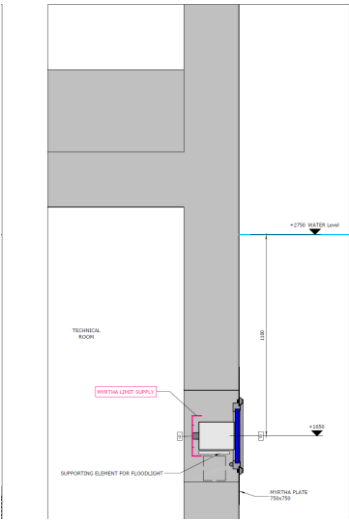 +2750 WATER Level
1100
TECHNICAL
ROOM
MYRTHA LIMIT SUPPLY
+1650
SUPPORTING ELEMENT FOR FLOODLIGHT
MYRTHA PLATE
750x750